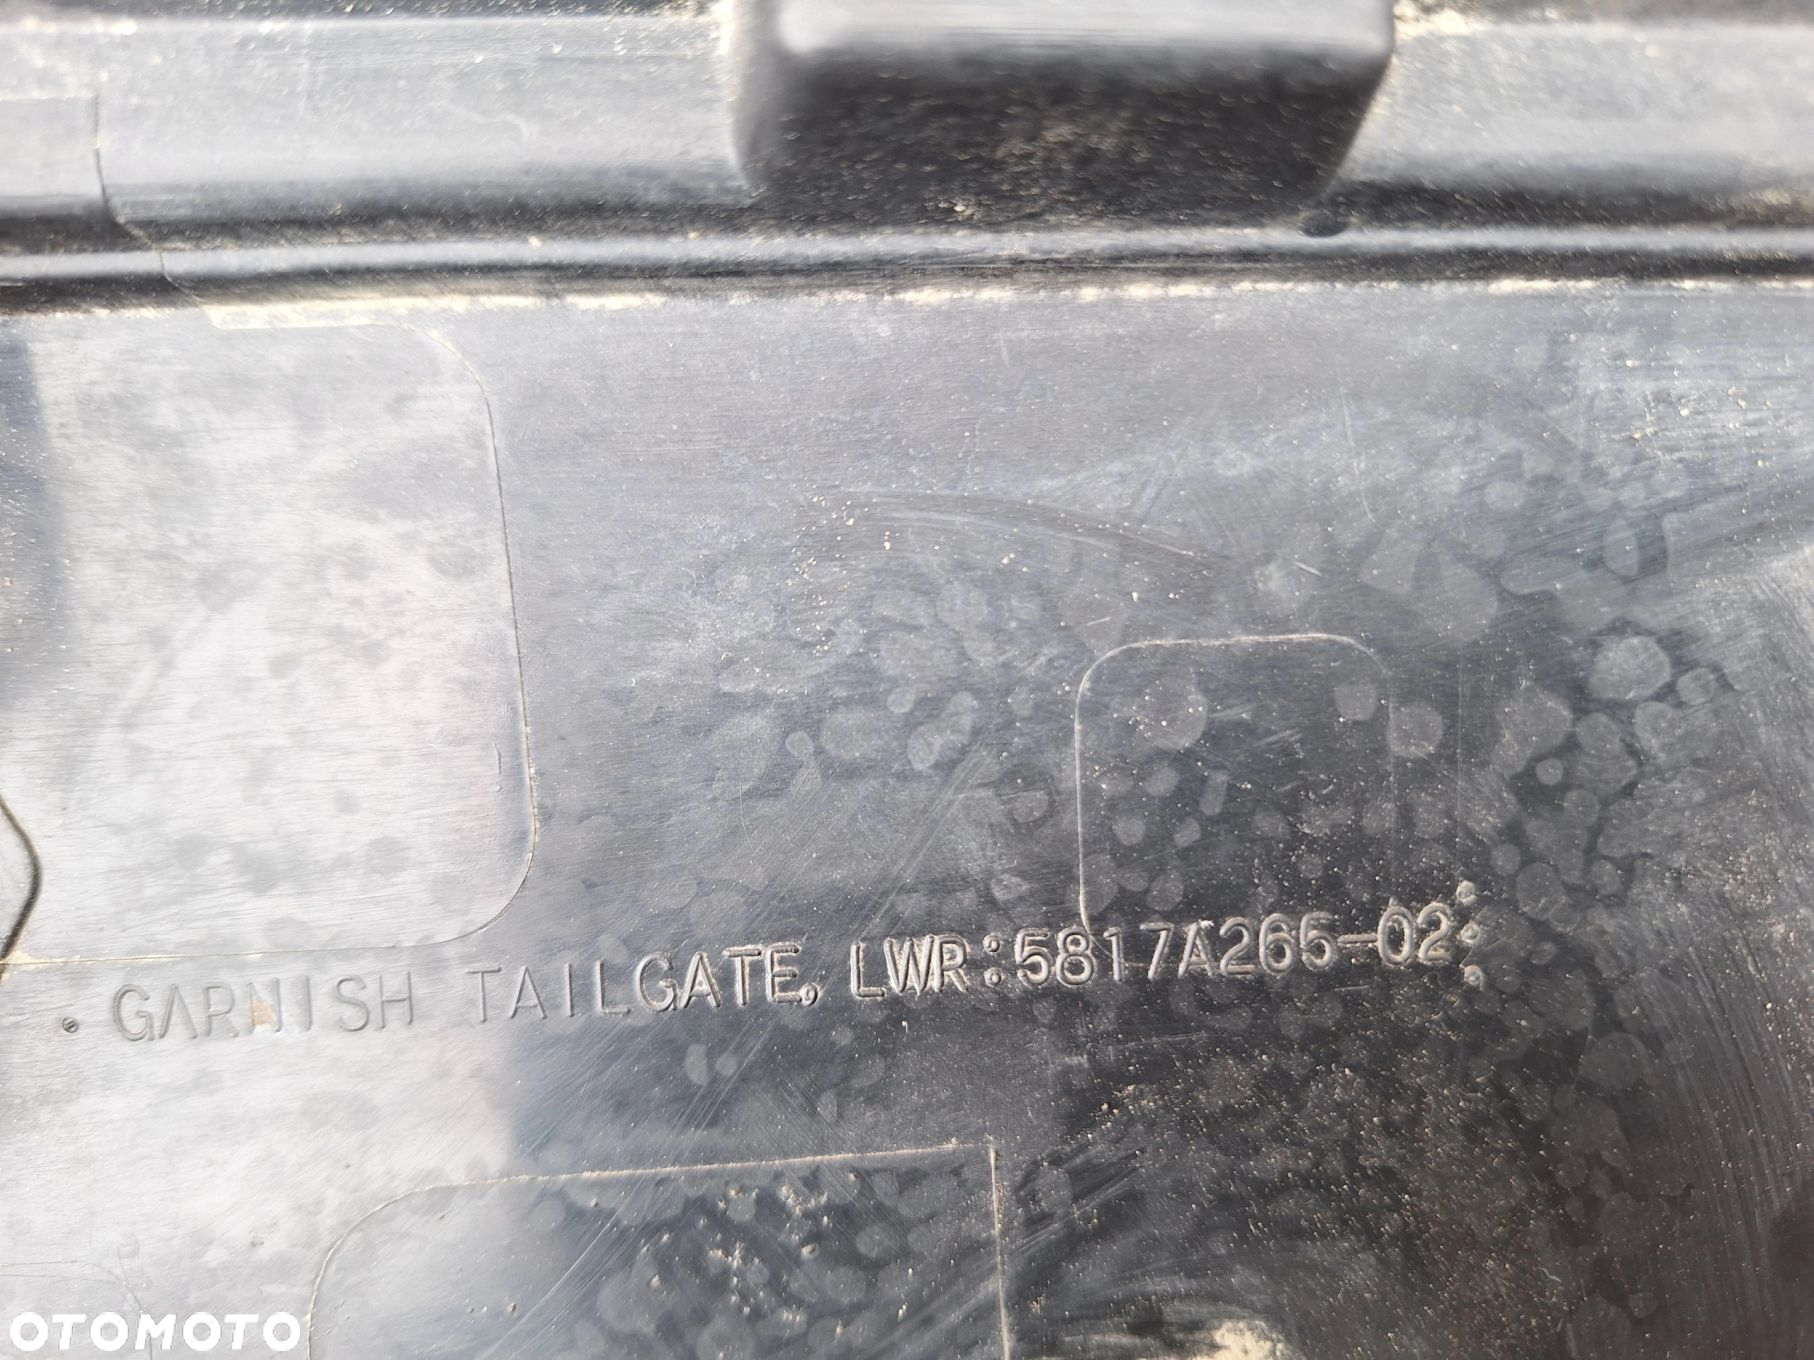 GARNISH TAILGATE, LWR:5817A265-02
OTOMOTO